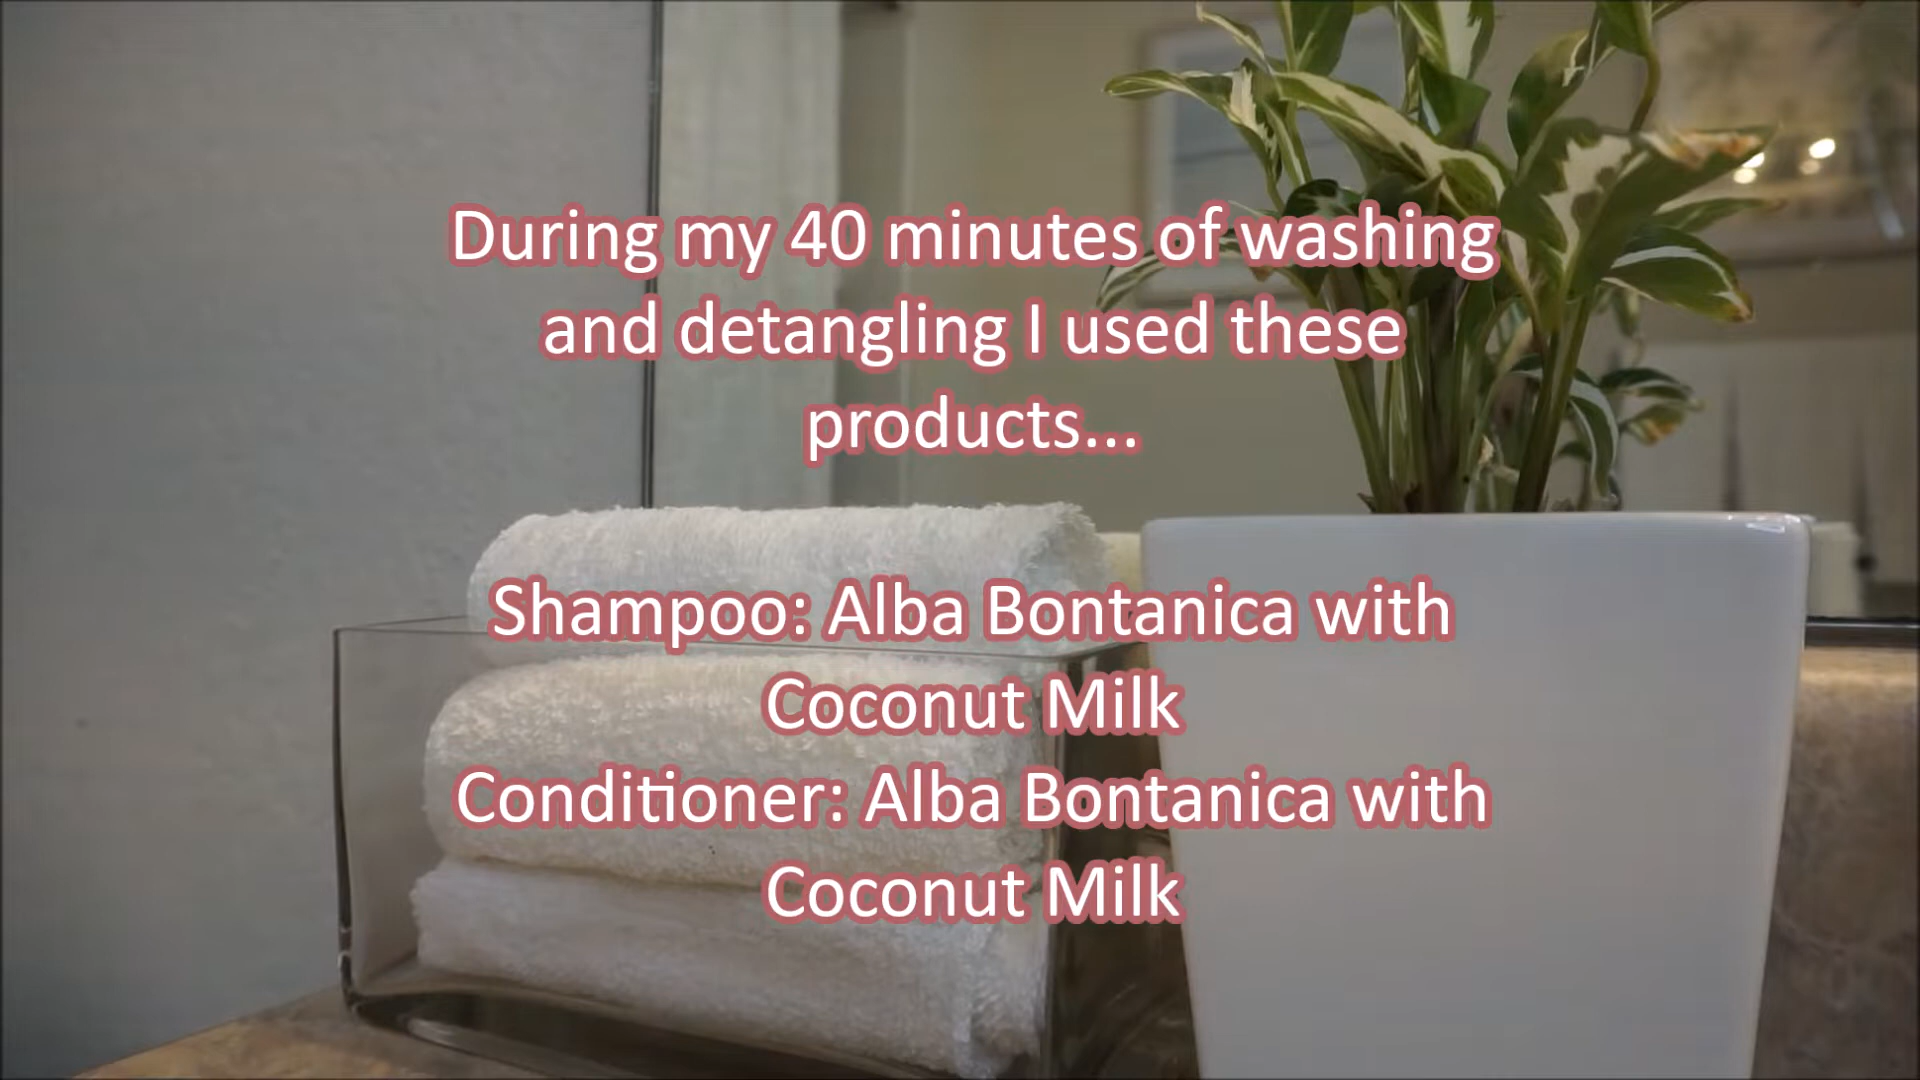 During my 40 minutes of washing
and detangling I used these
products...
Shampoo: Alba Bontanica with
Coconut Milk
Conditioner: Alba Bontanica with
Coconut Milk